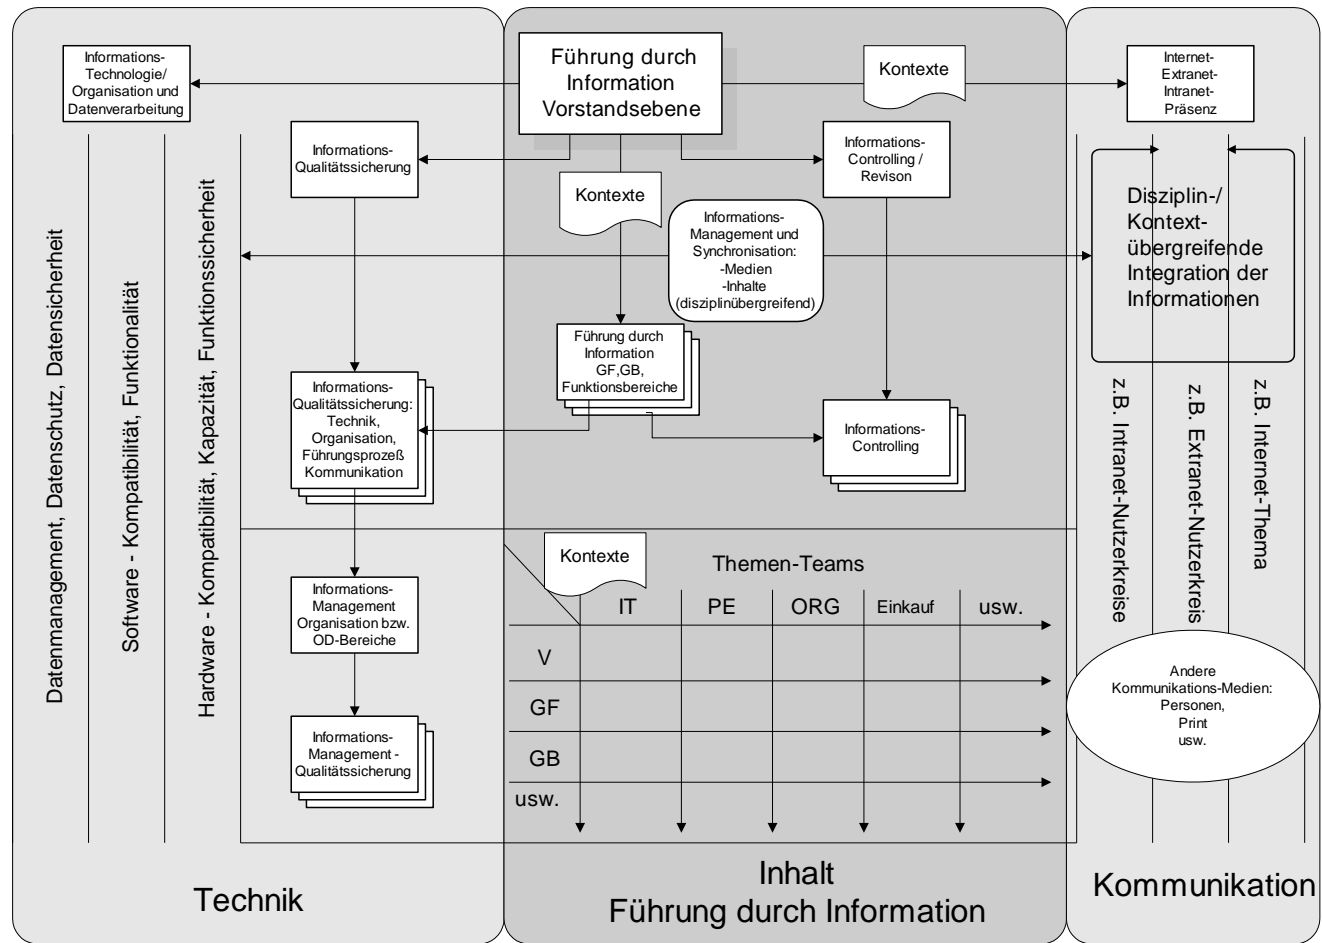 Informations-
Technologie/
Organisation und
Datenverarbeitung
Führung durch
Information
Vorstandsebene
Kontexte
Internet-
Extranet-
Intranet-
Präsenz
Informations-
Qualitätssicherung
Kontexte
Informations-
Controlling /
Revison
Informations-
Management und
Synchronisation:
-Medien
-Inhalte
(disziplinübergreifend)
Disziplin-/
Kontext-
übergreifende
Integration der
Informationen
Datenmanagement, Datenschutz, Datensicherheit
Software - Kompatibilität, Funktionalität
Hardware - Kompatibilität, Kapazität, Funktionssicherheit
Führung durch
Information
GF,GB,
Funktionsbereiche
Informations-
Qualitätssicherung:
Technik,
Organisation,
Führungsprozeß
Kommunikation
Informations-
Controlling
z.B. Intranet-Nutzerkreise
z.B. Extranet-Nutzerkreis
z.B. Internet-Thema
Informations-
Management
Organisation bzw.
OD-Bereiche
Informations-
Management -
Qualitätssicherung
Kontexte
Themen-Teams
IT PE ORG Einkauf usw.
V
GF
GB
usw.
Andere
Kommunikations-Medien:
Personen,
Print
usw.
Technik
Inhalt
Führung durch Information
Kommunikation